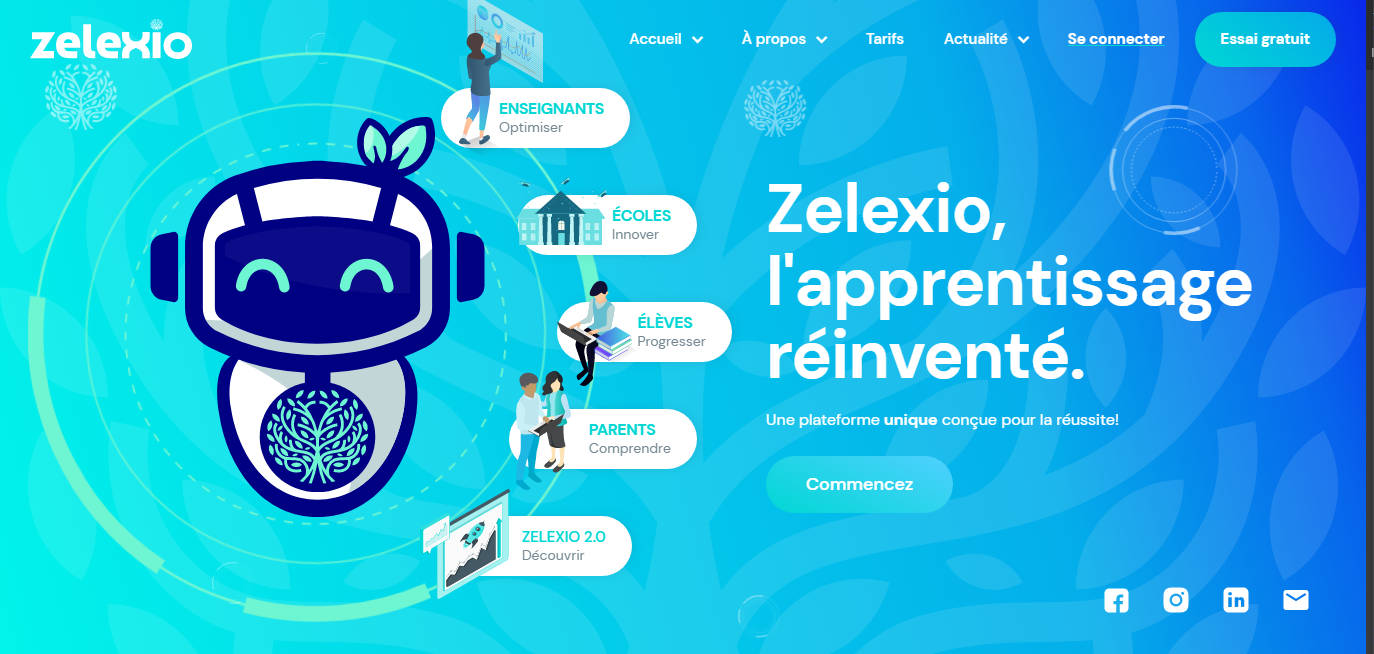 zelexio
Accueil
À propos
Tarifs
Actualité
Se connecter
Essai gratuit
ENSEIGNANTS
Optimiser
ÉCOLES
Innover
ÉLÈVES
Progresser
PARENTS
Comprendre
ZELEXIO 2.0
Découvrir
Zelexio,
l'apprentissage
réinventé.
Une plateforme unique conçue pour la réussite!
Commencez